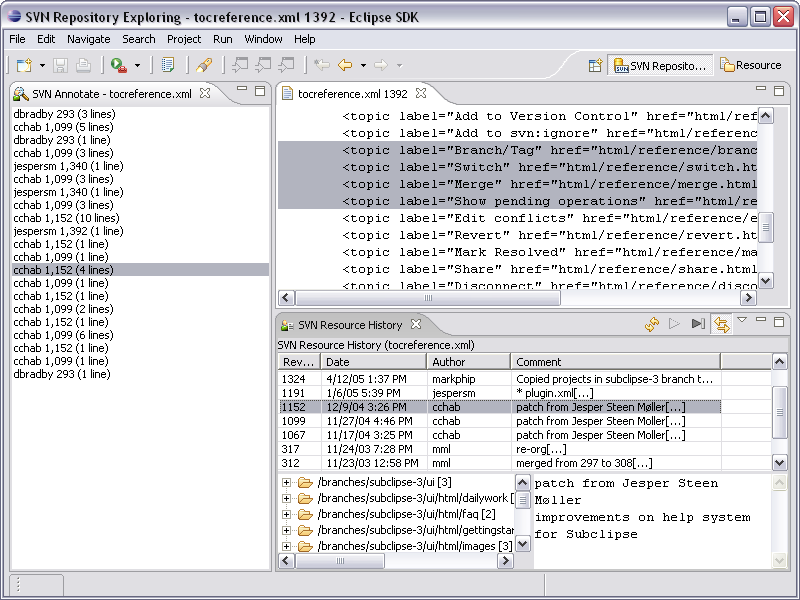 SVN Repository Exploring - tocreference.xml 1392 - Eclipse SDK
File Edit Navigate Search Project Run Window Help
SVN Reposito... Resource
SVN Annotate - tocreference.xml
dbradby 293 (3 lines)
cchab 1,099 (5 lines)
dbradby 293 (1 line)
cchab 1,099 (3 lines)
jespersm 1,340 (1 line)
cchab 1,099 (3 lines)
jespersm 1,340 (1 line)
cchab 1,099 (3 lines)
cchab 1,152 (10 lines)
jespersm 1,392 (1 line)
cchab 1,152 (1 line)
cchab 1,099 (1 line)
cchab 1,152 (4 lines)
cchab 1,099 (1 line)
cchab 1,152 (1 line)
cchab 1,099 (2 lines)
cchab 1,152 (1 line)
cchab 1,099 (6 lines)
cchab 1,152 (1 line)
cchab 1,099 (1 line)
dbradby 293 (1 line)
tocreference.xml 1392
<topic label="Add to Version Control" href="html/ref
<topic label="Add to svn:ignore" href="html/referenc
<topic label="Branch/Tag" href="html/reference/branc
<topic label="Switch" href="html/reference/switch.ht
<topic label="Merge" href="html/reference/merge.html
<topic label="Show pending operations" href="html/re
<topic label="Edit conflicts" href="html/reference/e
<topic label="Revert" href="html/reference/revert.ht
<topic label="Mark Resolved" href="html/reference/ma
<topic label="Share" href="html/reference/share.html
<topic label="Disconnect" href="html/reference/disco
SVN Resource History
SVN Resource History (tocreference.xml)
Rev... Date Author Comment
1324 4/12/05 1:37 PM markphip Copied projects in subclipse-3 branch t...
1191 1/6/05 5:39 PM jespersm * plugin.xml[...]
1152 12/9/04 3:26 PM cchab patch from Jesper Steen Møller[...]
1099 11/27/04 4:46 PM cchab patch from Jesper Steen Moller[...]
1067 11/17/04 3:25 PM cchab patch from Jesper Steen Moller[...]
317 11/24/03 7:28 PM mml re-org[...]
312 11/23/03 12:58 PM mml merged from 297 to 308[...]
/branches/subclipse-3/ui [3]
/branches/subclipse-3/ui/html/dailywork [
/branches/subclipse-3/ui/html/faq [2]
/branches/subclipse-3/ui/html/gettingstar
/branches/subclipse-3/ui/html/images [3]
patch from Jesper Steen
Møller
improvements on help system
for Subclipse